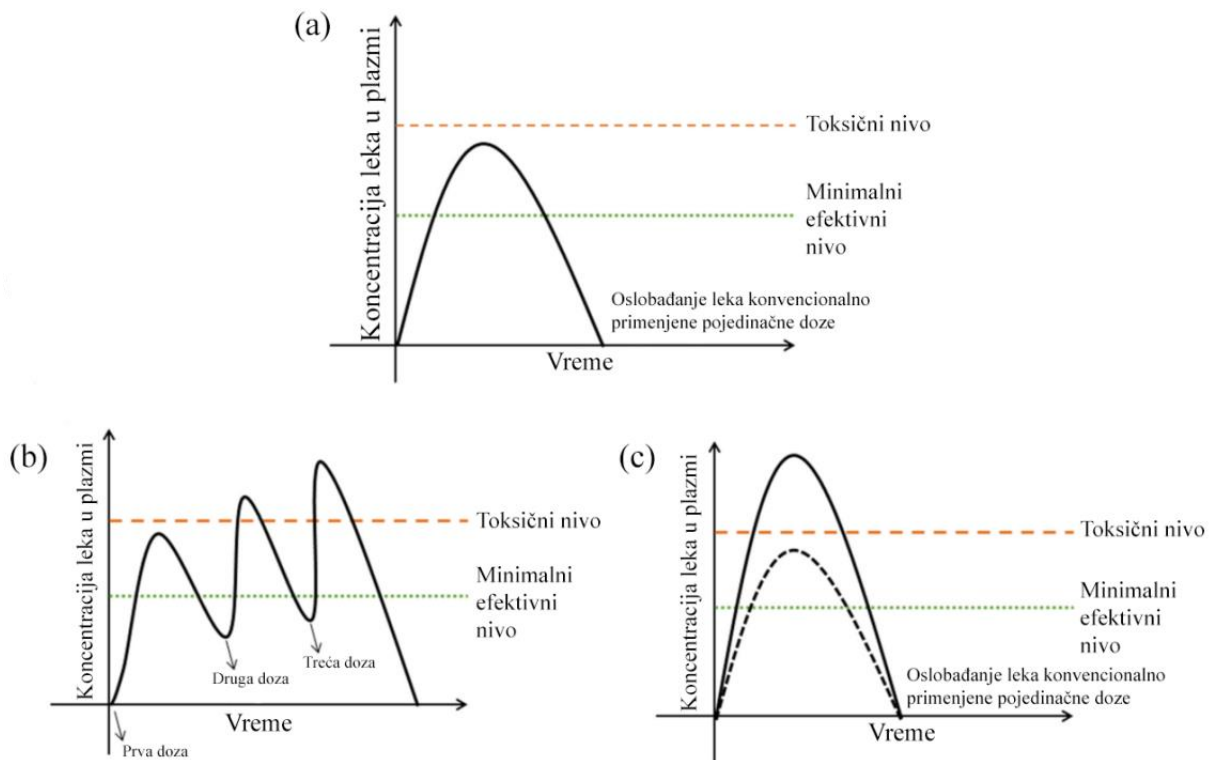 (a)
Koncentracija leka u plazmi
Toksični nivo
Minimalni
efektivni
nivo
Oslobađanje leka konvencionalno
primenjene pojedinačne doze
Vreme
(b)
Koncentracija leka u plazmi
Toksični nivo
Minimalni
efektivni
nivo
Druga doza
Treća doza
Vreme
Prva doza
(c)
Koncentracija leka u plazmi
Toksični nivo
Minimalni
efektivni
nivo
Oslobađanje leka konvencionalno
primenjene pojedinačne doze
Vreme